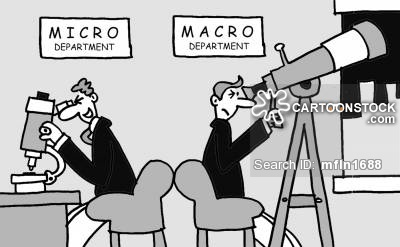 MICRO
DEPARTMENT
MACRO
DEPARTMENT
CARTOONSTOCK
.com
Search ID: mfln1688